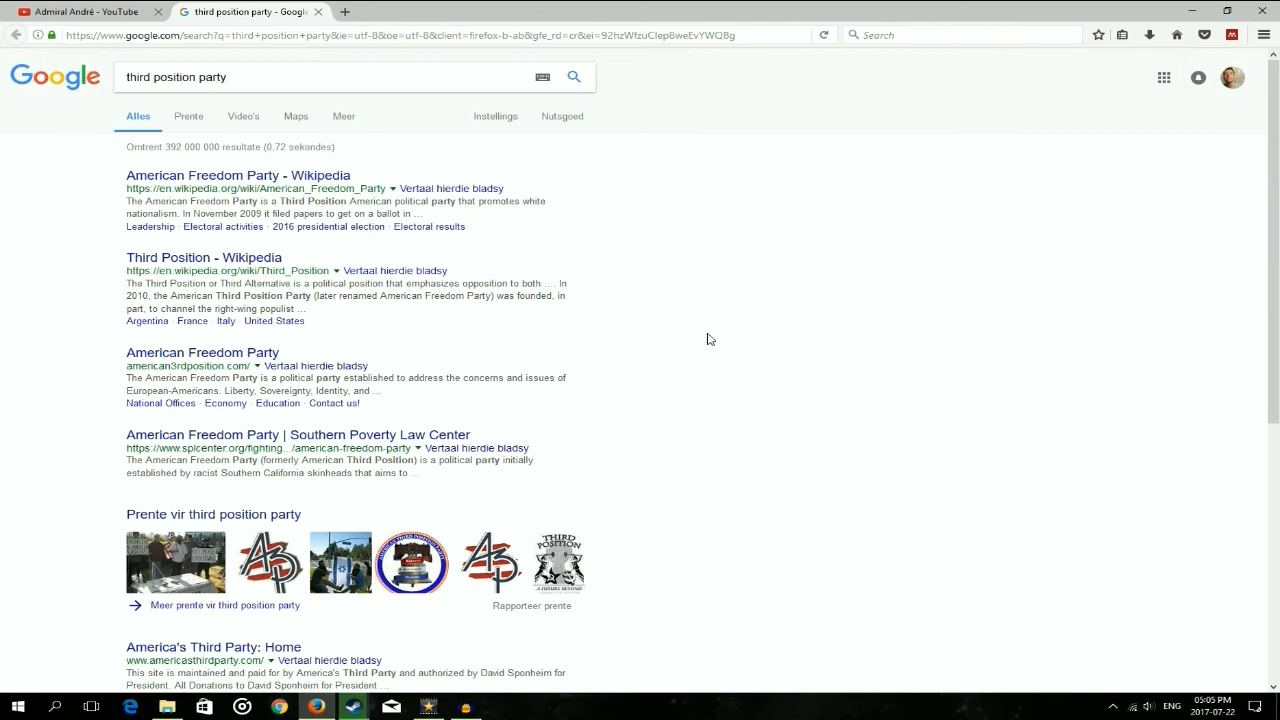 Admiral André - YouTube
third position party - Google
https://www.google.com/search?q=third+position+party&ie=utf-8&oe=utf-8&client=firefox-b-ab&gfe_rd=cr&ei=92hzWfzuCIep8weEvYWQBg
Search
Google
third position party
Alles Prente Video's Maps Meer Instellings Nutsgoed
Omtrent 392 000 000 resultate (0,72 sekondes)
American Freedom Party - Wikipedia
https://en.wikipedia.org/wiki/American_Freedom_Party Vertaal hierdie bladsy
The American Freedom Party is a Third Position American political party that promotes white
nationalism. In November 2009 it filed papers to get on a ballot in ...
Leadership · Electoral activities · 2016 presidential election · Electoral results
Third Position - Wikipedia
https://en.wikipedia.org/wiki/Third_Position Vertaal hierdie bladsy
The Third Position or Third Alternative is a political position that emphasizes opposition to both .... In
2010, the American Third Position Party (later renamed American Freedom Party) was founded, in
part, to channel the right-wing populist ...
Argentina · France · Italy · United States
American Freedom Party
american3rdposition.com/ Vertaal hierdie bladsy
The American Freedom Party is a political party established to address the concerns and issues of
European-Americans. Liberty, Sovereignty, Identity, and ...
National Offices · Economy · Education · Contact us!
American Freedom Party | Southern Poverty Law Center
https://www.splcenter.org/fighting.../american-freedom-party Vertaal hierdie bladsy
The American Freedom Party (formerly American Third Position) is a political party initially
established by racist Southern California skinheads that aims to ...
Prente vir third position party
A3P
A3P
THIRD
POSITION
A FUTURE BEYOND
Meer prente vir third position party
Rapporteer prente
America's Third Party: Home
www.americasthirdparty.com/ Vertaal hierdie bladsy
This site is maintained and paid for by America's Third Party and authorized by David Sponheim for
President. All Donations to David Sponheim for President ...
ENG
05:05 PM
2017-07-22